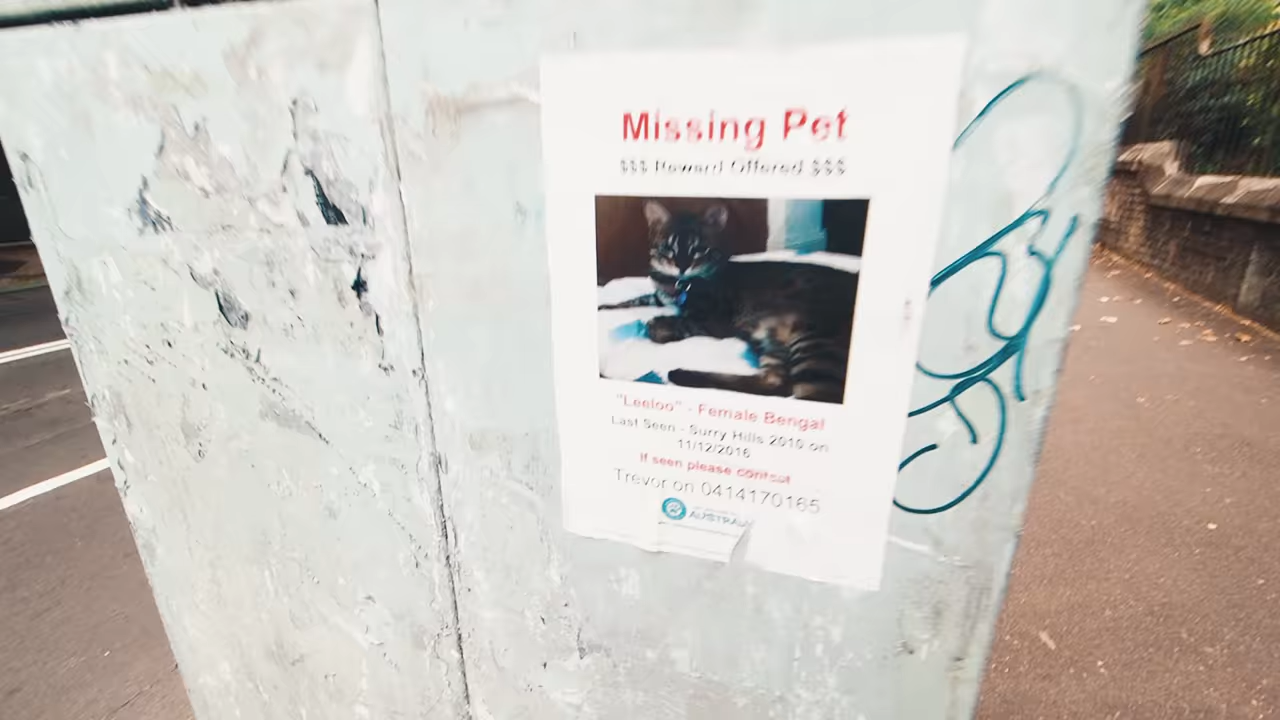 Missing Pet
$$$ Reward Offered $$$
"Leeloo" - Female Bengal
Last Seen - Surry Hills 2010 on
11/12/2016
If seen please contact
Trevor on 0414170165